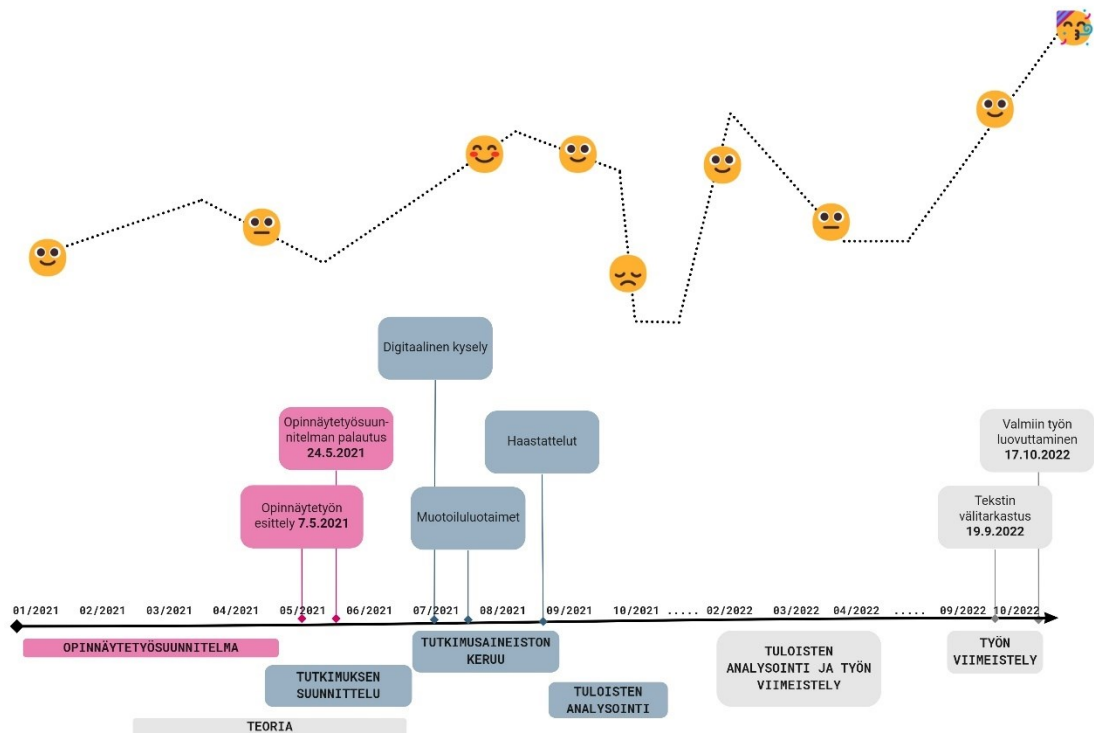 Digitaalinen kysely
Opinnäytetyösuun-
nitelman palautus
24.5.2021
Haastattelut
Valmiin työn
luovuttaminen
17.10.2022
Opinnäytetyön
esittely 7.5.2021
Muotoiluluotaimet
Tekstin
välitarkastus
19.9.2022
01/2021 02/2021 03/2021 04/2021 05/2021 06/2021 07/2021 08/2021 09/2021 10/2021 ..... 02/2022 03/2022 04/2022 ..... 09/2022 10/2022
OPINNÄYTETYÖSUUNNITELMA
TUTKIMUKSEN
SUUNNITTELU
TEORIA
TUTKIMUSAINEISTON
KERUU
TULOISTEN
ANALYSOINTI
TULOISTEN
ANALYSOINTI JA TYÖN
VIIMEISTELY
TYÖN
VIIMEISTELY